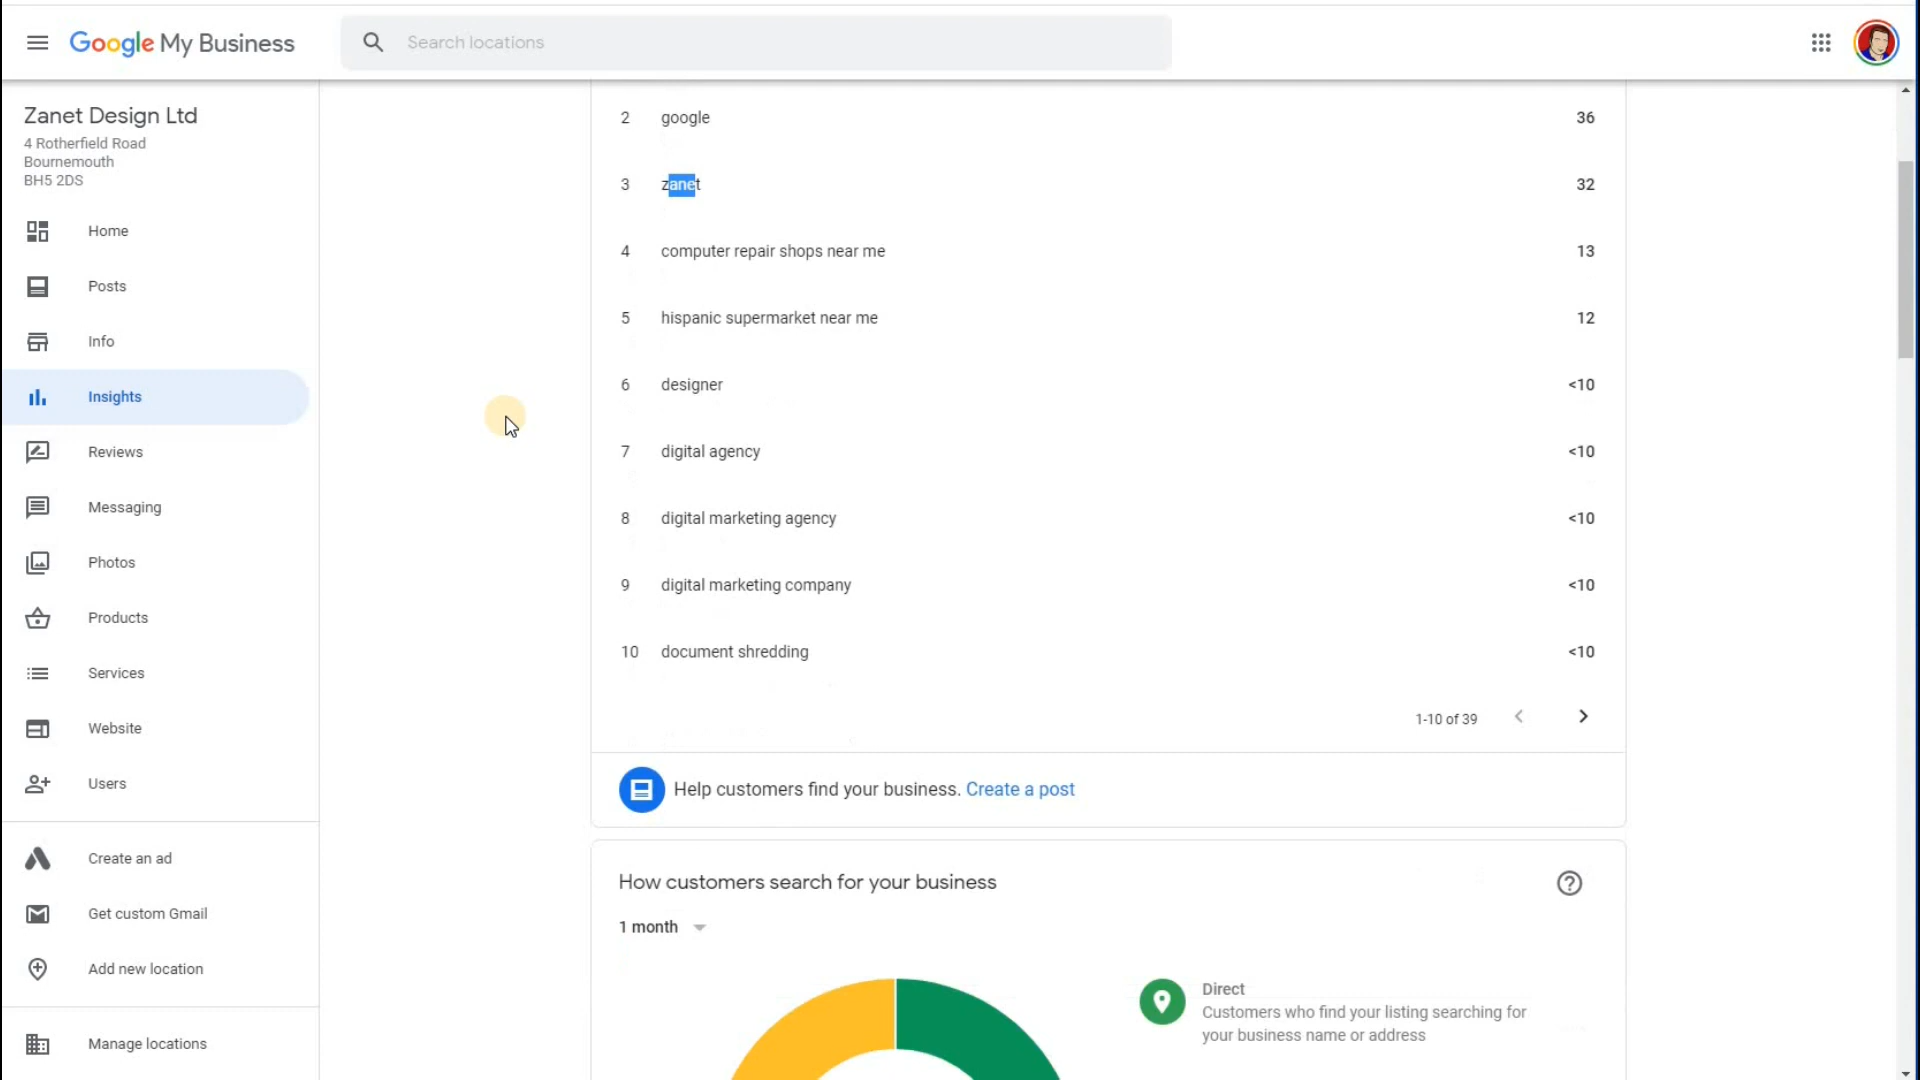 Google My Business
Search locations
Zanet Design Ltd
4 Rotherfield Road
Bournemouth
BH5 2DS
Home
Posts
Info
Insights
Reviews
Messaging
Photos
Products
Services
Website
Users
Create an ad
Get custom Gmail
Add new location
Manage locations
2 google 36
3 zanet 32
4 computer repair shops near me 13
5 hispanic supermarket near me 12
6 designer <10
7 digital agency <10
8 digital marketing agency <10
9 digital marketing company <10
10 document shredding <10
1-10 of 39
Help customers find your business. Create a post
How customers search for your business
1 month
Direct
Customers who find your listing searching for
your business name or address